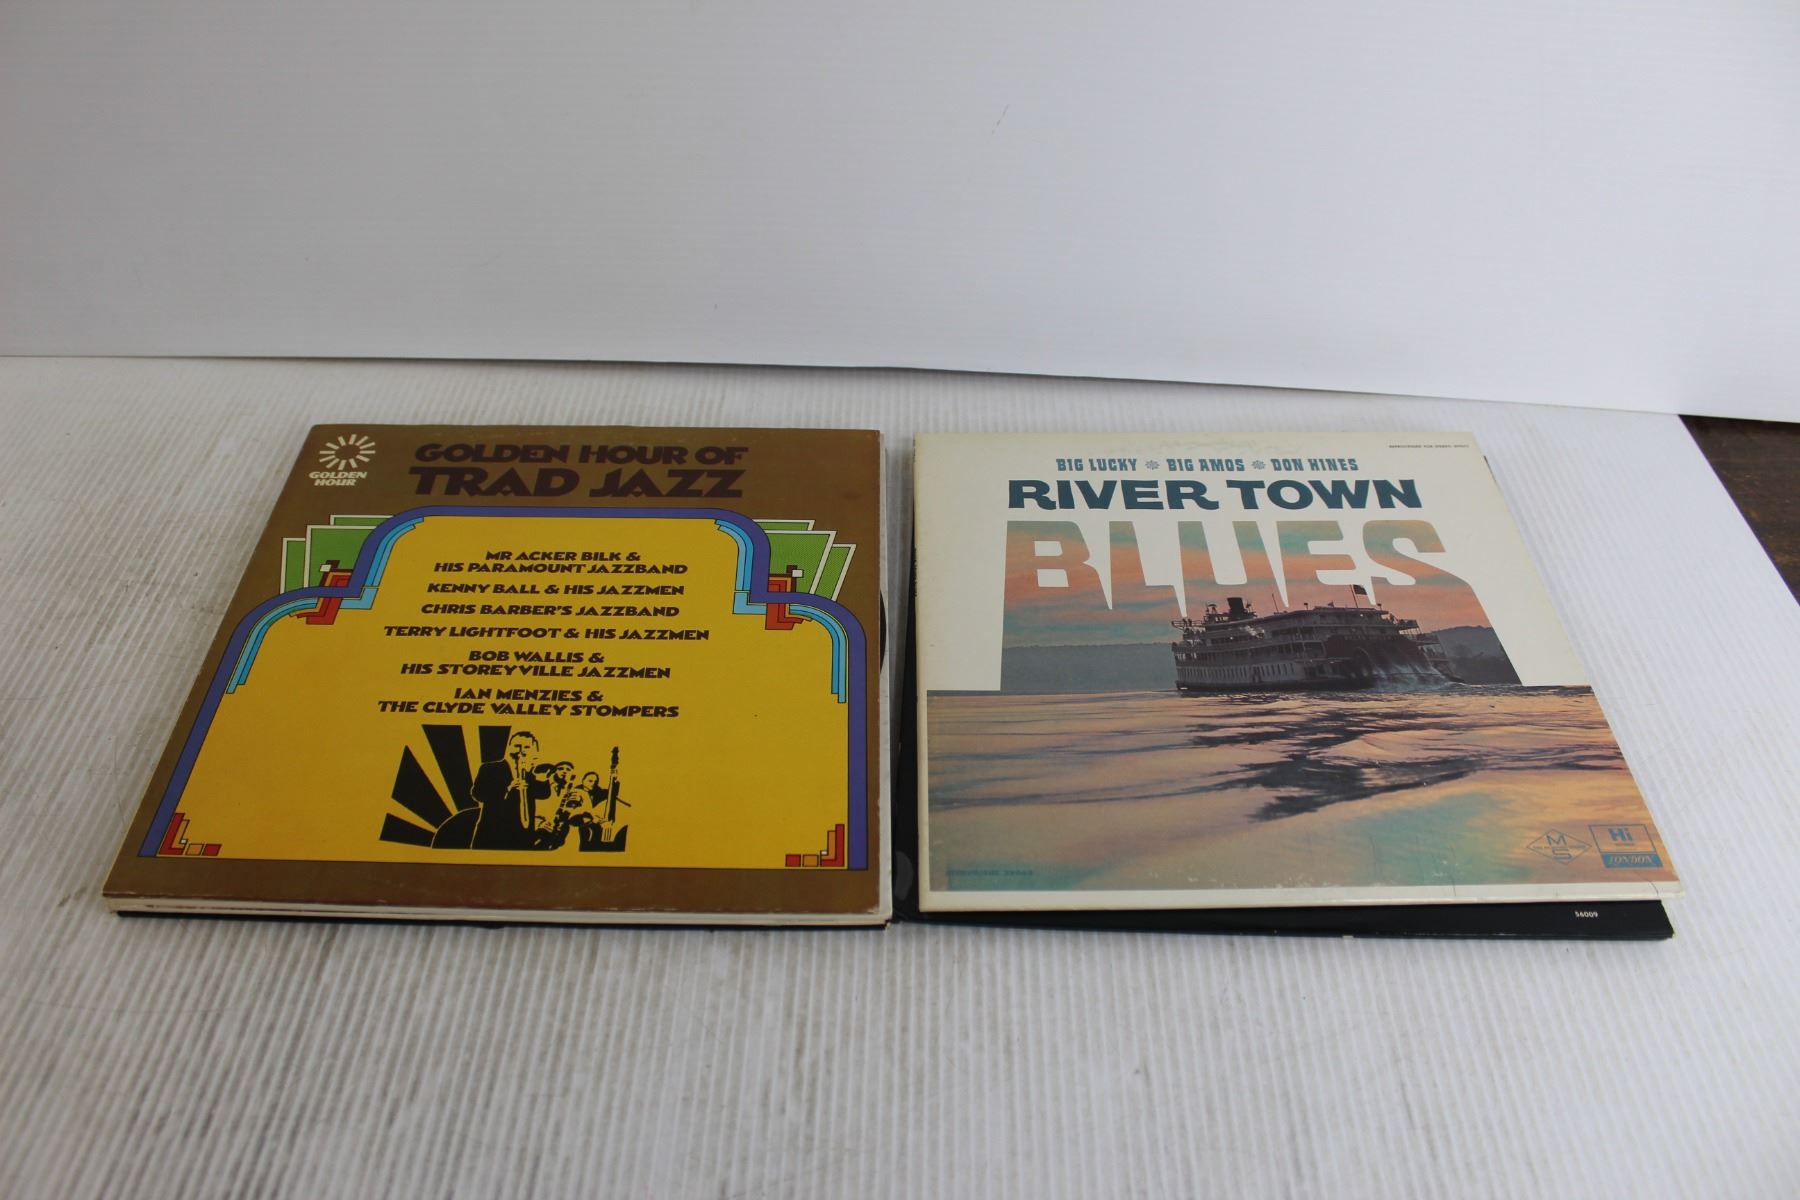 GOLDEN HOUR OF
TRAD JAZZ
GOLDEN
HOUR
MR ACKER BILK &
HIS PARAMOUNT JAZZBAND
KENNY BALL & HIS JAZZMEN
CHRIS BARBER'S JAZZBAND
TERRY LIGHTFOOT & HIS JAZZMEN
BOB WALLIS &
HIS STOREYVILLE JAZZMEN
IAN MENZIES &
THE CLYDE VALLEY STOMPERS
BIG LUCKY BIG AMOS DON HINES
RIVER TOWN
BLUES
M
S
Hi
LONDON
56009